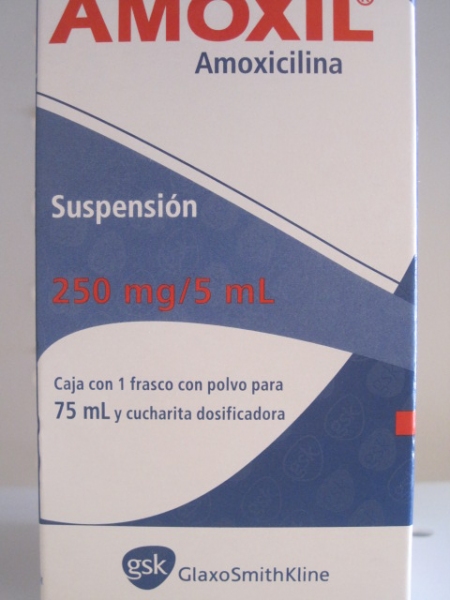 AMOXIL®
Amoxicilina
Suspensión
250 mg/5 mL
Caja con 1 frasco con polvo para
75 mL y cucharita dosificadora
gsk GlaxoSmithKline